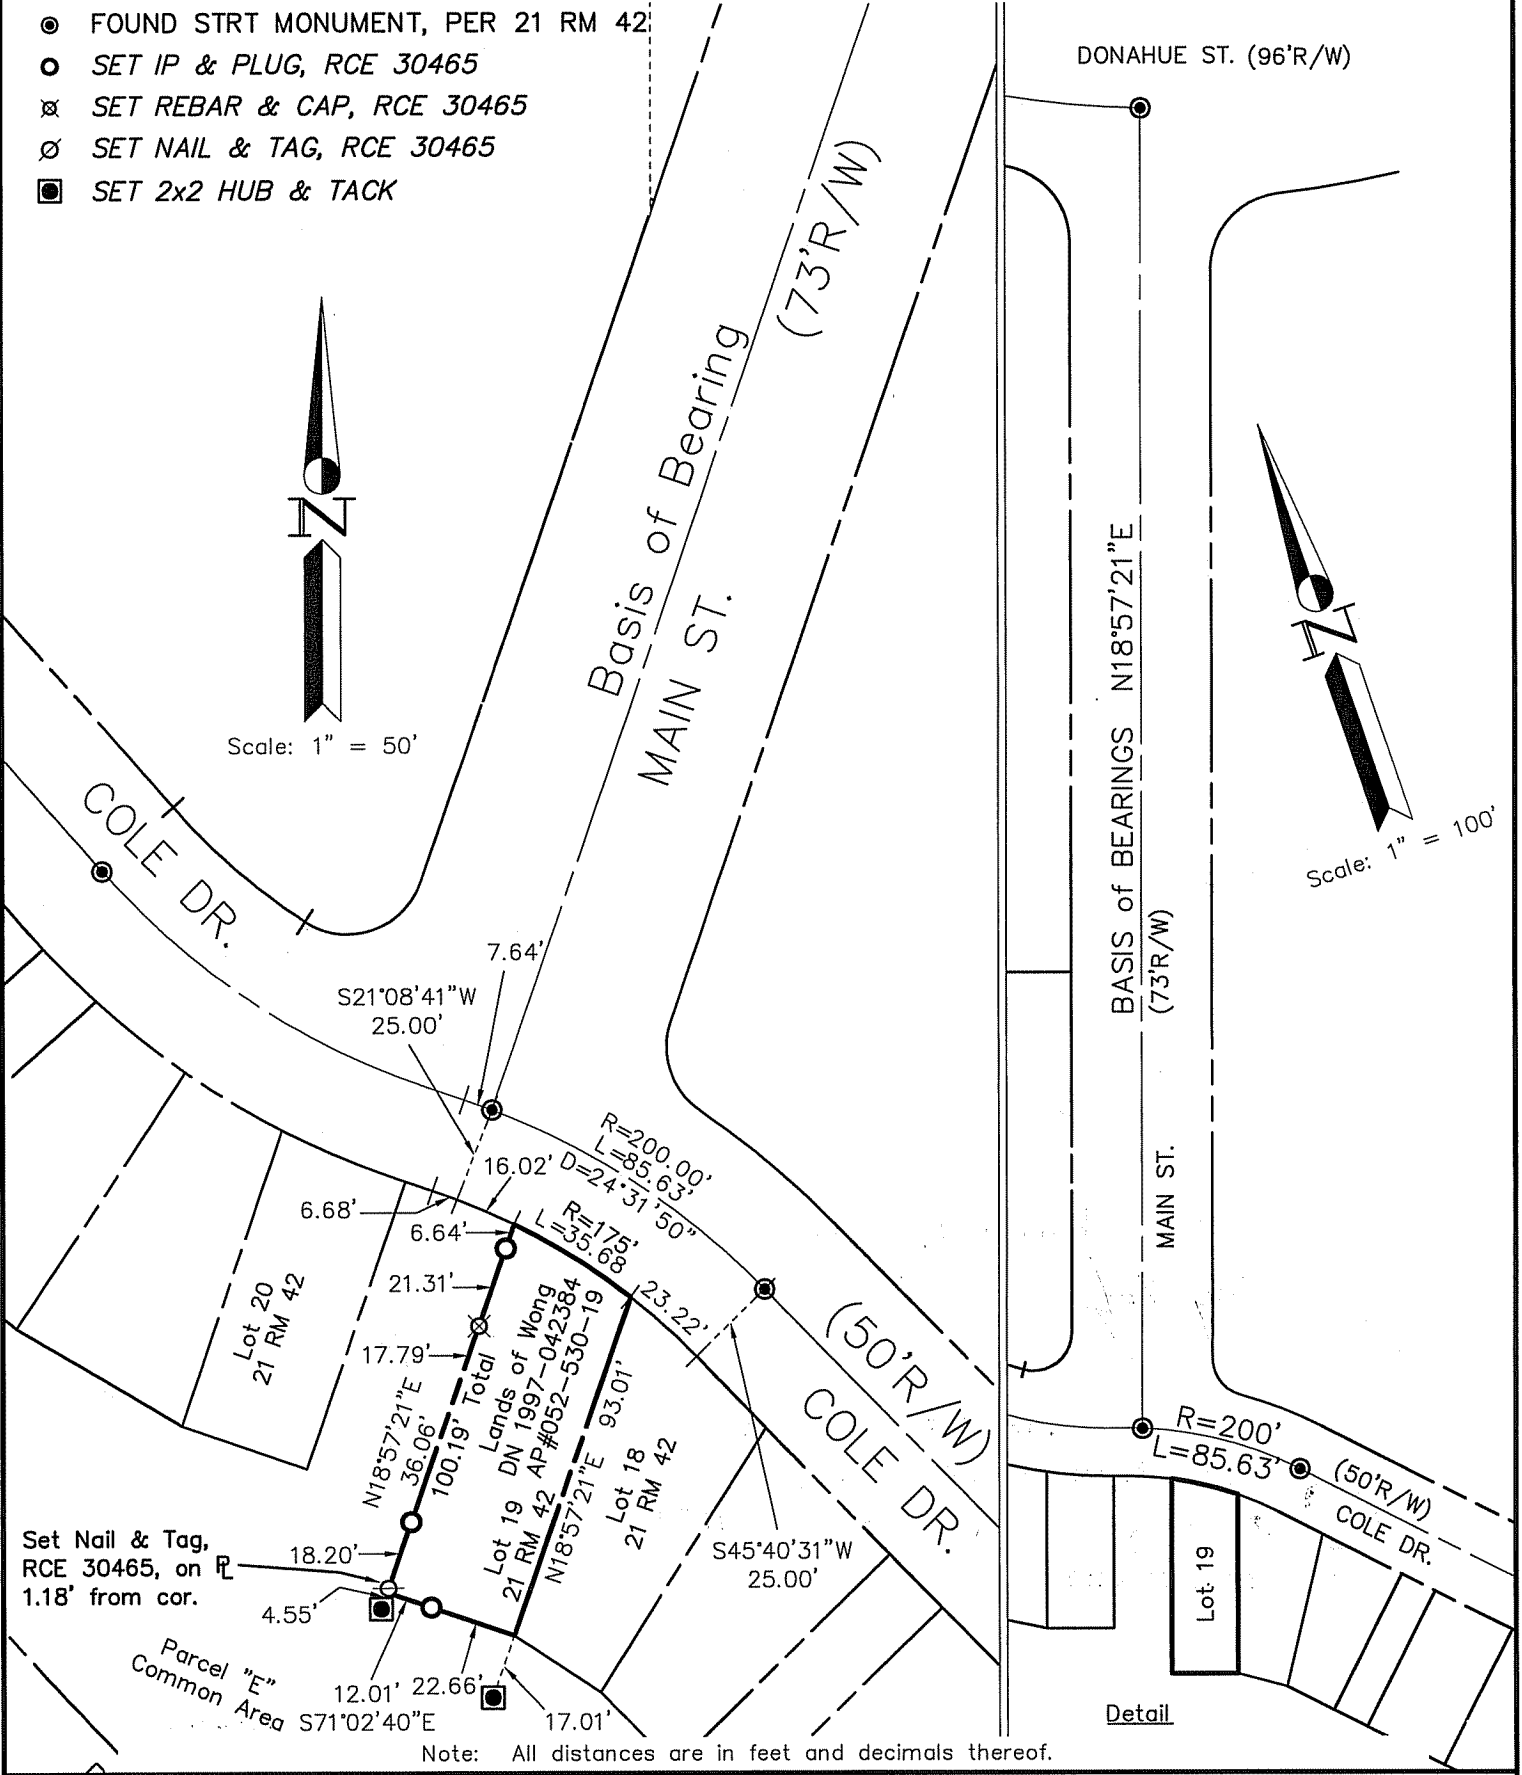 FOUND STRT MONUMENT, PER 21 RM 42
SET IP & PLUG, RCE 30465
SET REBAR & CAP, RCE 30465
SET NAIL & TAG, RCE 30465
SET 2x2 HUB & TACK
N
Scale: 1" = 50'
Basis of Bearing
(73'R/W)
MAIN ST.
COLE DR.
7.64'
S21°08'41"W
25.00'
R=200.00'
L=85.63'
D=24°31'50"
16.02'
6.68'
6.64'
R=175'
L=35.68
23.22'
21.31'
17.79'
N18°57'21"E
36.06'
100.19' Total
Lands of Wong
DN 1997-042384
AP#052-530-19
Lot 19
21 RM 42
N18°57'21"E 93.01'
Lot 18
21 RM 42
Lot 20
21 RM 42
(50'R/W)
COLE DR.
S45°40'31"W
25.00'
Set Nail & Tag,
RCE 30465, on PL
1.18' from cor.
18.20'
4.55'
Parcel "E"
Common Area
12.01'
22.66'
S71°02'40"E
17.01'
Note: All distances are in feet and decimals thereof.
DONAHUE ST. (96'R/W)
BASIS of BEARINGS N18°57'21"E
(73'R/W)
MAIN ST.
N
Scale: 1" = 100'
R=200'
L=85.63'
(50'R/W)
COLE DR.
Lot 19
Detail